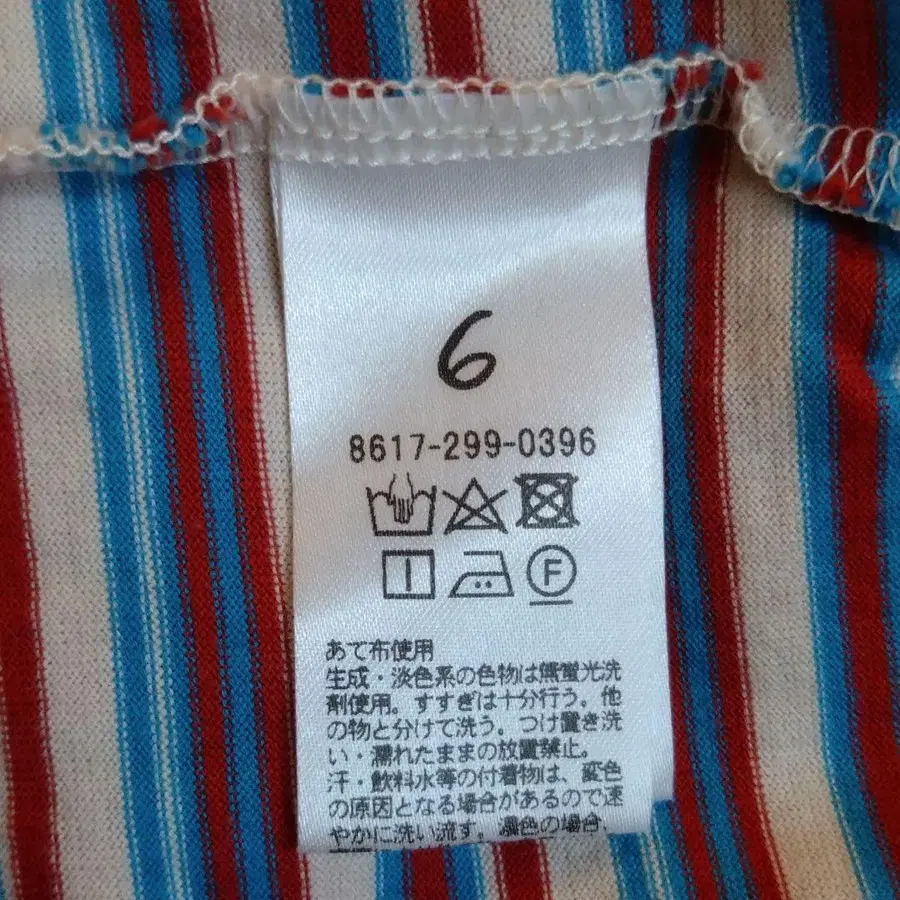 6
8617-299-0396
F
あて布使用
生成・淡色系の色物は無蛍光洗
剤使用。すすぎは十分行う。他
の物と分けて洗う。つけ置き洗
い・濡れたままの放置禁止。
汗・飲料水等の付着物は、変色
の原因となる場合があるので速
やかに洗い流す。濃色の場合、